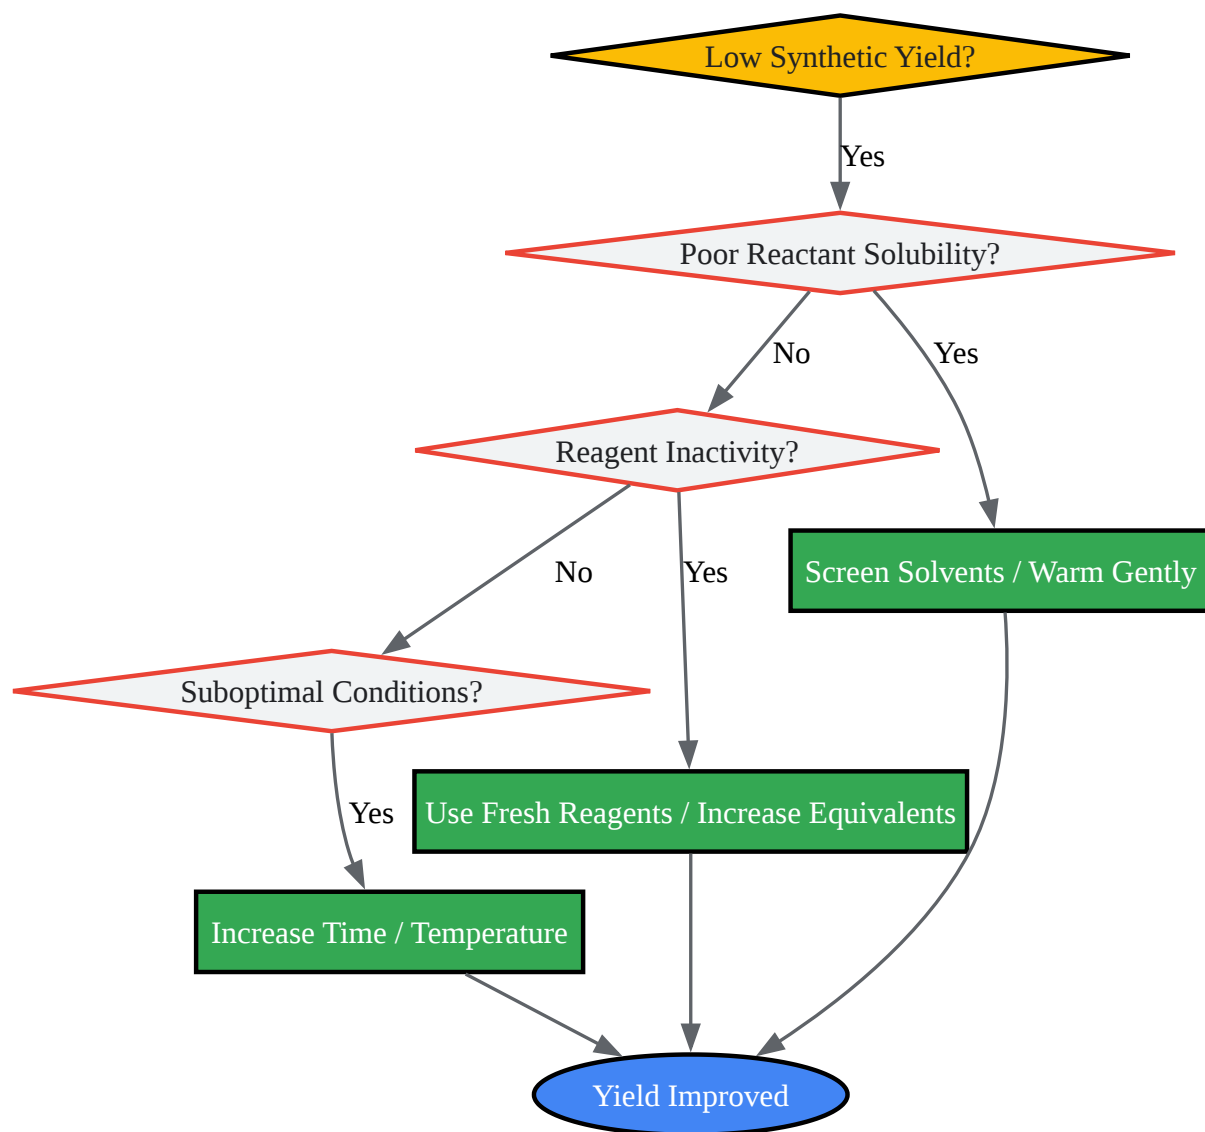 Low Synthetic Yield?
Yes
Poor Reactant Solubility?
No
Yes
Reagent Inactivity?
No
Yes
Screen Solvents / Warm Gently
Suboptimal Conditions?
Yes
Use Fresh Reagents / Increase Equivalents
Increase Time / Temperature
Yield Improved